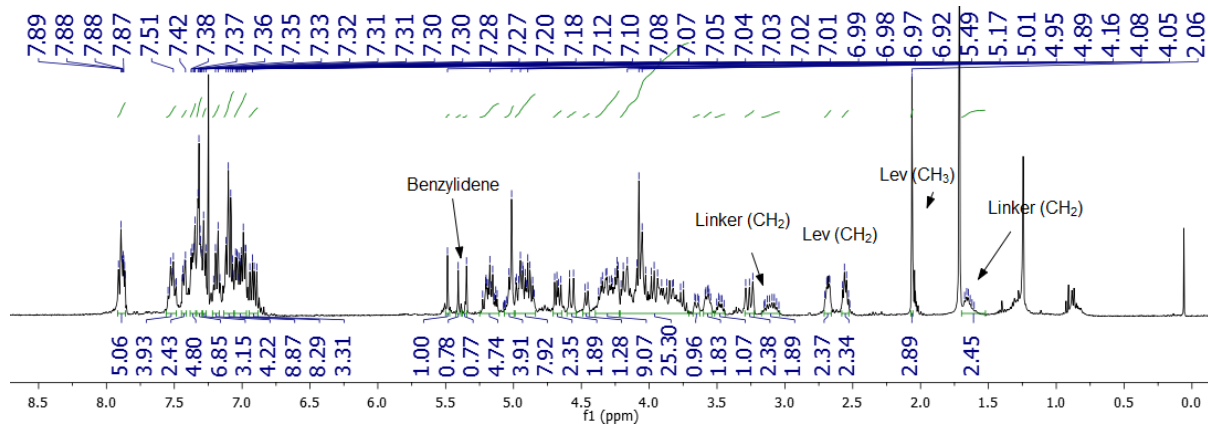 7.89 7.88 7.88 7.87 7.51 7.42 7.38 7.37 7.36 7.35 7.33 7.32 7.31 7.31 7.30 7.30 7.28 7.27 7.20 7.18 7.12 7.10 7.08 7.07 7.05 7.04 7.03 7.02 7.01 6.99 6.98 6.97 6.92 5.49 5.17 5.01 4.95 4.89 4.16 4.08 4.05 2.06
Benzylidene
Linker (CH₂)
Lev (CH₂)
Lev (CH₃)
Linker (CH₂)
5.06 3.93 2.43 4.80 6.85 3.15 4.22 8.87 8.29 3.31 1.00 0.78 0.77 4.74 3.91 7.92 2.35 1.89 1.28 9.07 25.30 0.96 1.83 1.07 2.38 1.89 2.37 2.34 2.89 2.45
8.5 8.0 7.5 7.0 6.5 6.0 5.5 5.0 4.5 4.0 3.5 3.0 2.5 2.0 1.5 1.0 0.5 0.0
f1 (ppm)